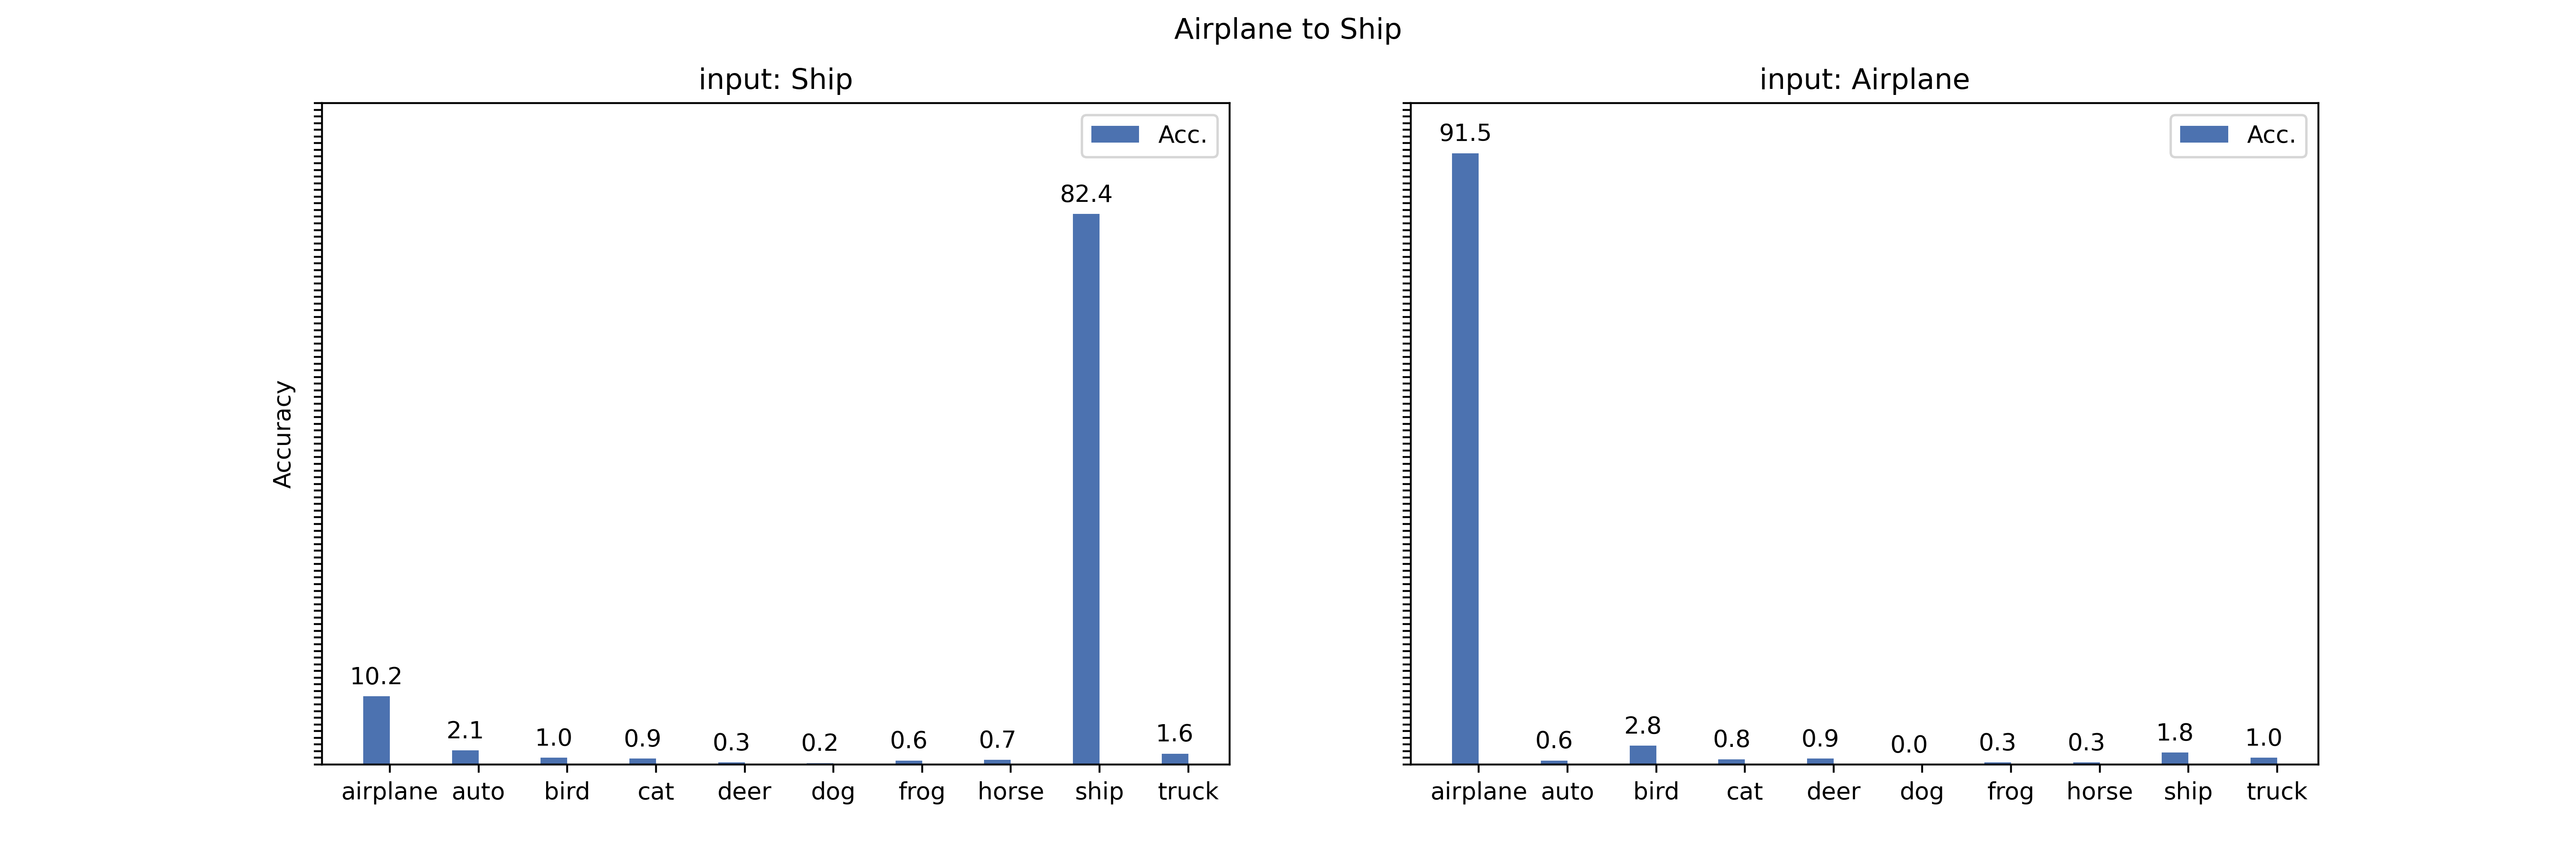 Airplane to Ship
input: Ship
Acc.
Accuracy
10.2 2.1 1.0 0.9 0.3 0.2 0.6 0.7 82.4 1.6
airplane auto bird cat deer dog frog horse ship truck
input: Airplane
Acc.
91.5 0.6 2.8 0.8 0.9 0.0 0.3 0.3 1.8 1.0
airplane auto bird cat deer dog frog horse ship truck